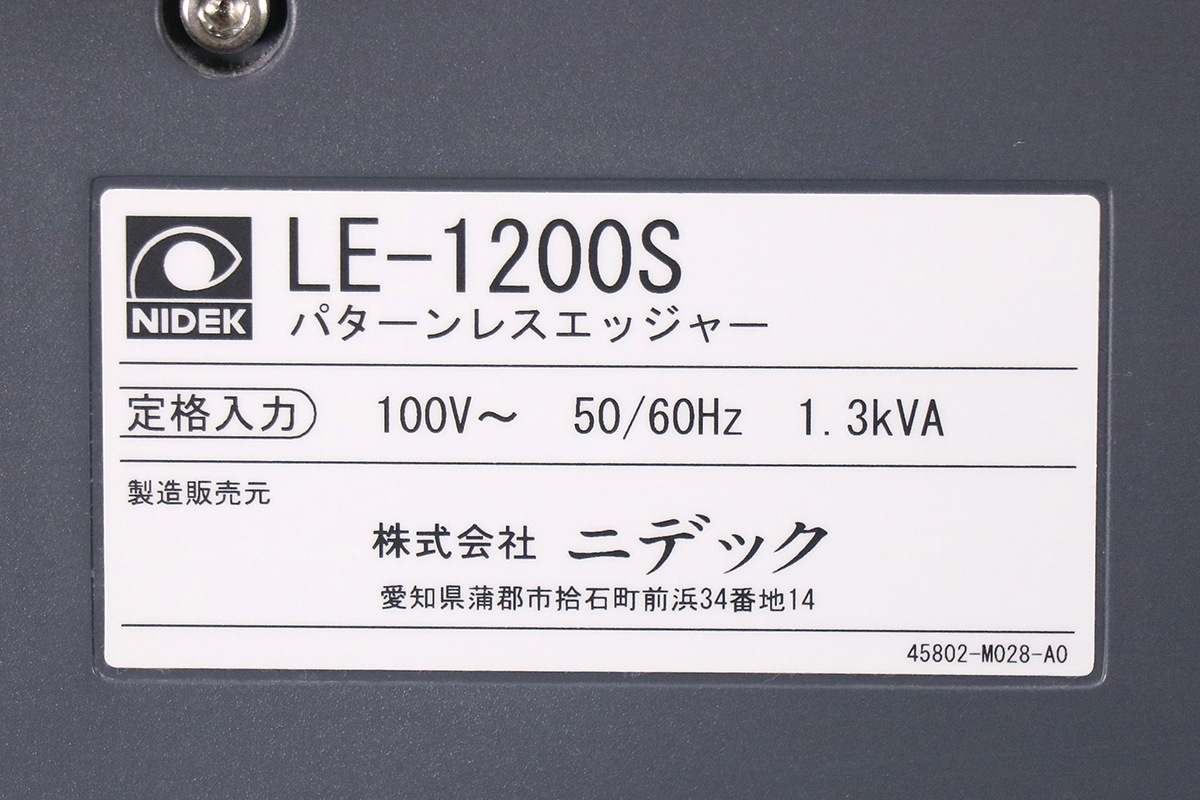 NIDEK
LE-1200S
パターンレスエッジャー
定格入力 100V～ 50/60Hz 1.3kVA
製造販売元
株式会社 ニデック
愛知県蒲郡市拾石町前浜34番地14
45802-M028-A0